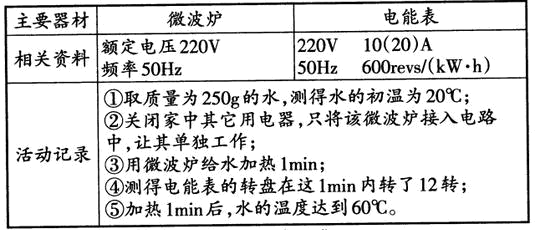 主要器材 微波炉 电能表
相关资料 额定电压220V 频率50Hz 220V 10(20)A 50Hz 600revs/(kW·h)
活动记录
①取质量为250g的水,测得水的初温为20℃;
②关闭家中其它用电器,只将该微波炉接入电路
中,让其单独工作;
③用微波炉给水加热1min;
④测得电能表的转盘在这1min内转了12转;
⑤加热1min后,水的温度达到60℃。